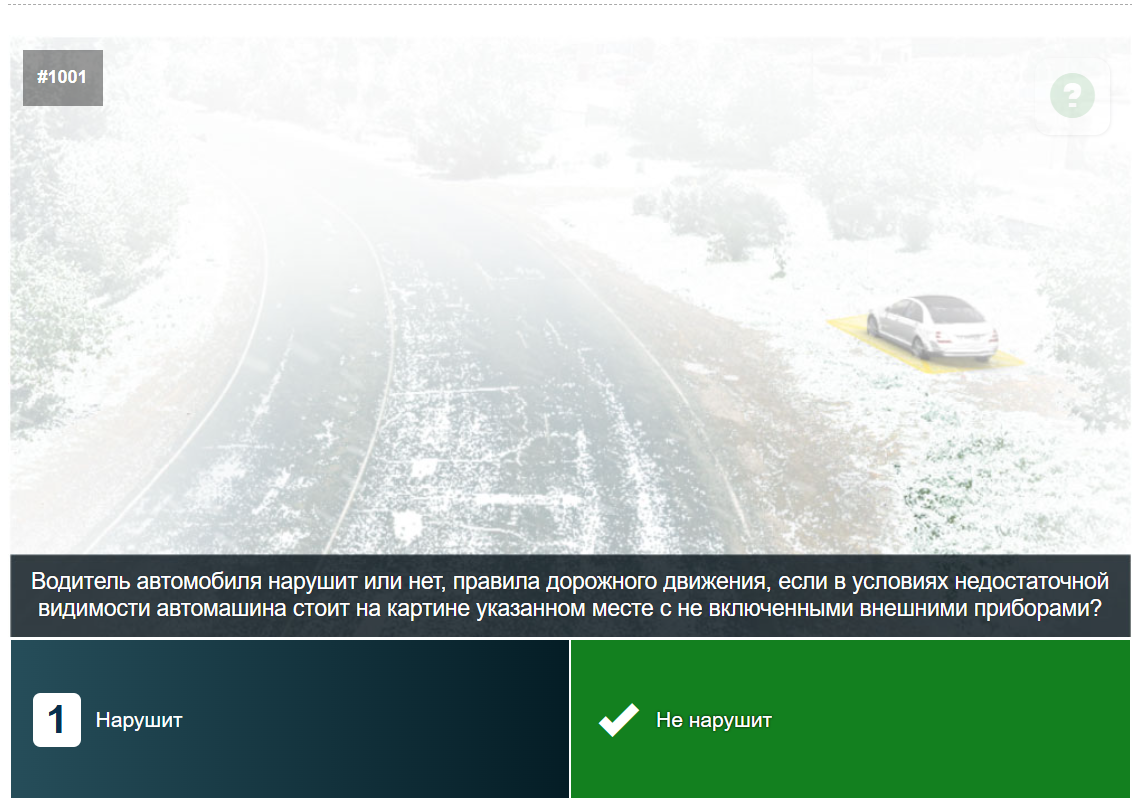 #1001
?
Водитель автомобиля нарушит или нет, правила дорожного движения, если в условиях недостаточной
видимости автомашина стоит на картине указанном месте с не включенными внешними приборами?
1 Нарушит
Не нарушит